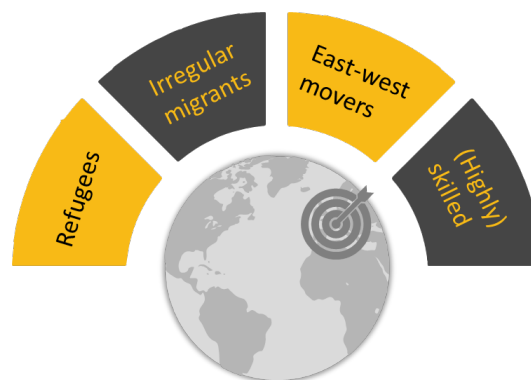 Refugees
Irregular
migrants
East-west
movers
(Highly)
skilled